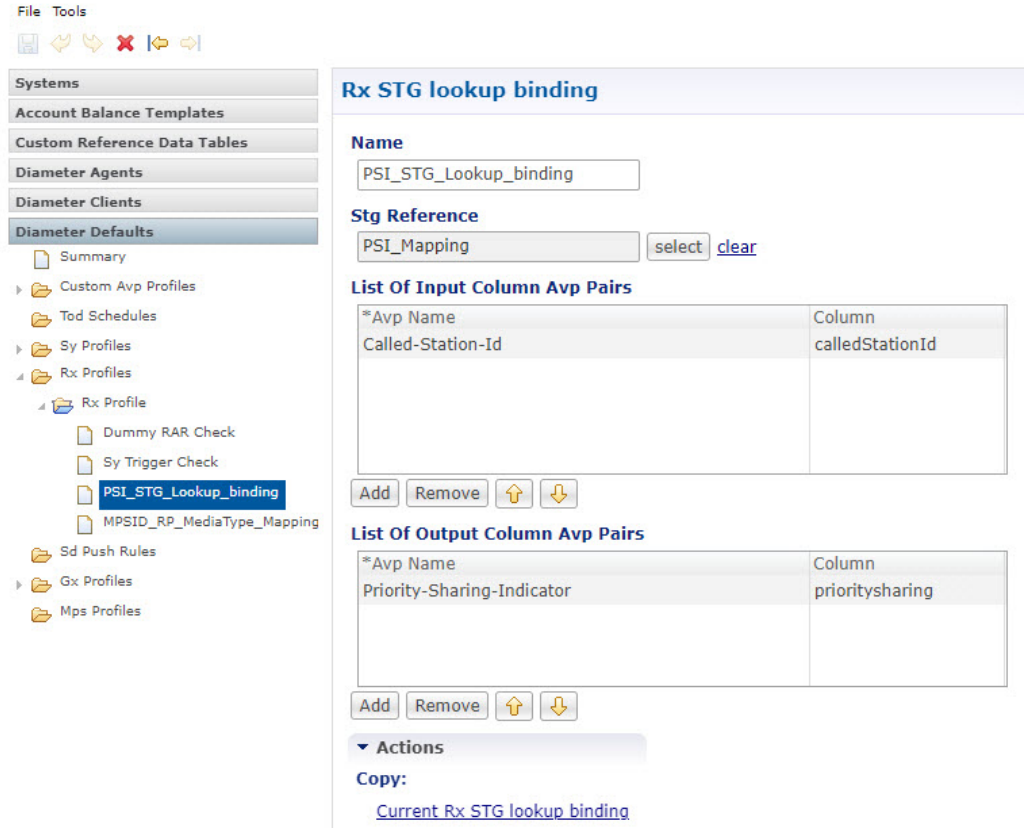 File Tools
Systems
Account Balance Templates
Custom Reference Data Tables
Diameter Agents
Diameter Clients
Diameter Defaults
Summary
Custom Avp Profiles
Tod Schedules
Sy Profiles
Rx Profiles
Rx Profile
Dummy RAR Check
Sy Trigger Check
PSI_STG_Lookup_binding
MPSID_RP_MediaType_Mapping
Sd Push Rules
Gx Profiles
Mps Profiles
Rx STG lookup binding
Name
PSI_STG_Lookup_binding
Stg Reference
PSI_Mapping select clear
List Of Input Column Avp Pairs
*Avp Name Column
Called-Station-Id calledStationId
Add Remove
List Of Output Column Avp Pairs
*Avp Name Column
Priority-Sharing-Indicator prioritysharing
Add Remove
Actions
Copy:
Current Rx STG lookup binding